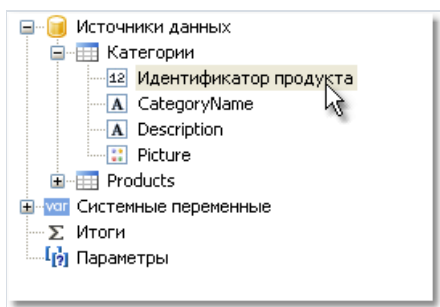 Источники данных
Категории
12 Идентификатор продукта
A CategoryName
A Description
Picture
Products
var Системные переменные
Σ Итоги
[?] Параметры